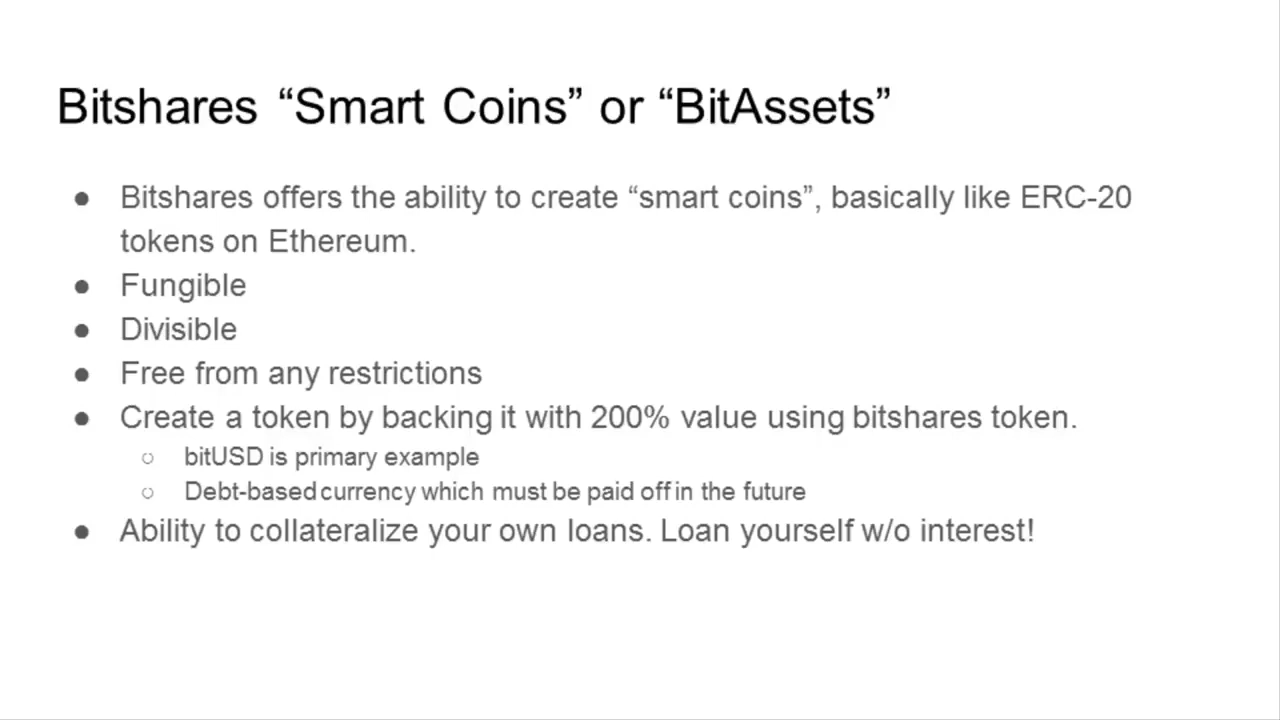 Bitshares “Smart Coins” or “BitAssets”
● Bitshares offers the ability to create “smart coins”, basically like ERC-20
tokens on Ethereum.
● Fungible
● Divisible
● Free from any restrictions
● Create a token by backing it with 200% value using bitshares token.
○ bitUSD is primary example
○ Debt-based currency which must be paid off in the future
● Ability to collateralize your own loans. Loan yourself w/o interest!